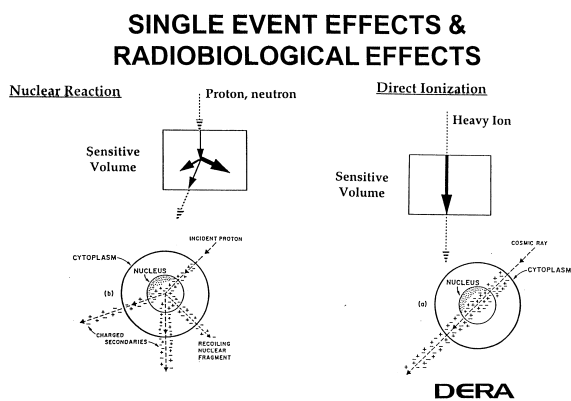 SINGLE EVENT EFFECTS &
RADIOBIOLOGICAL EFFECTS
Nuclear Reaction
Proton, neutron
Sensitive
Volume
INCIDENT PROTON
CYTOPLASM
NUCLEUS
(b)
CHARGED
SECONDARIES
RECOILING
NUCLEAR
FRAGMENT
Direct Ionization
Heavy Ion
Sensitive
Volume
COSMIC RAY
CYTOPLASM
NUCLEUS
(a)
DERA